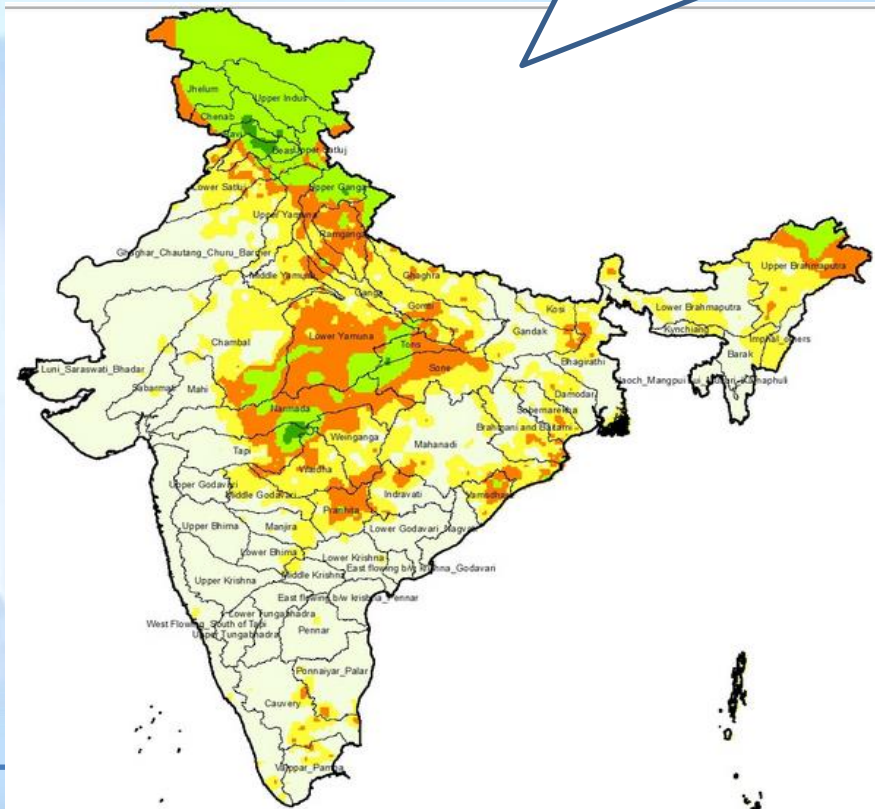 Jhelum
Upper Indus
Chenab
Ravi
Beas
Upper Satluj
Lower Satluj
Upper Ganga
Upper Yamuna
Ramganga
Ghaghar_Chautang_Churu_Barmer
Middle Yamuna
Ghaghra
Upper Brahmaputra
Ganga
Gomti
Lower Brahmaputra
Kosi
Lower Yamuna
Gandak
Kynchiang
Imphal_others
Chambal
Tons
Barak
Sone
Bhagirathi
Luni_Saraswati_Bhadar
Sabarmati
Mahi
Damodar
Narmada
Subernarekha
Brahmani and Baitarni
Tapi
Weinganga
Mahanadi
Wardha
Upper Godavari
Middle Godavari
Indravati
Vamsdhara
Pranhita
Upper Bhima
Manjira
Lower Godavari_Nagvati
Lower Bhima
Lower Krishna
East flowing b/w krishna_Godavari
Upper Krishna
Middle Krishna
East flowing b/w krishna_Pennar
Lower Tungabhadra
West Flowing_South of Tapi
Upper Tungabhadra
Pennar
Ponnaiyar_Palar
Cauvery
Vaippar_Pamba